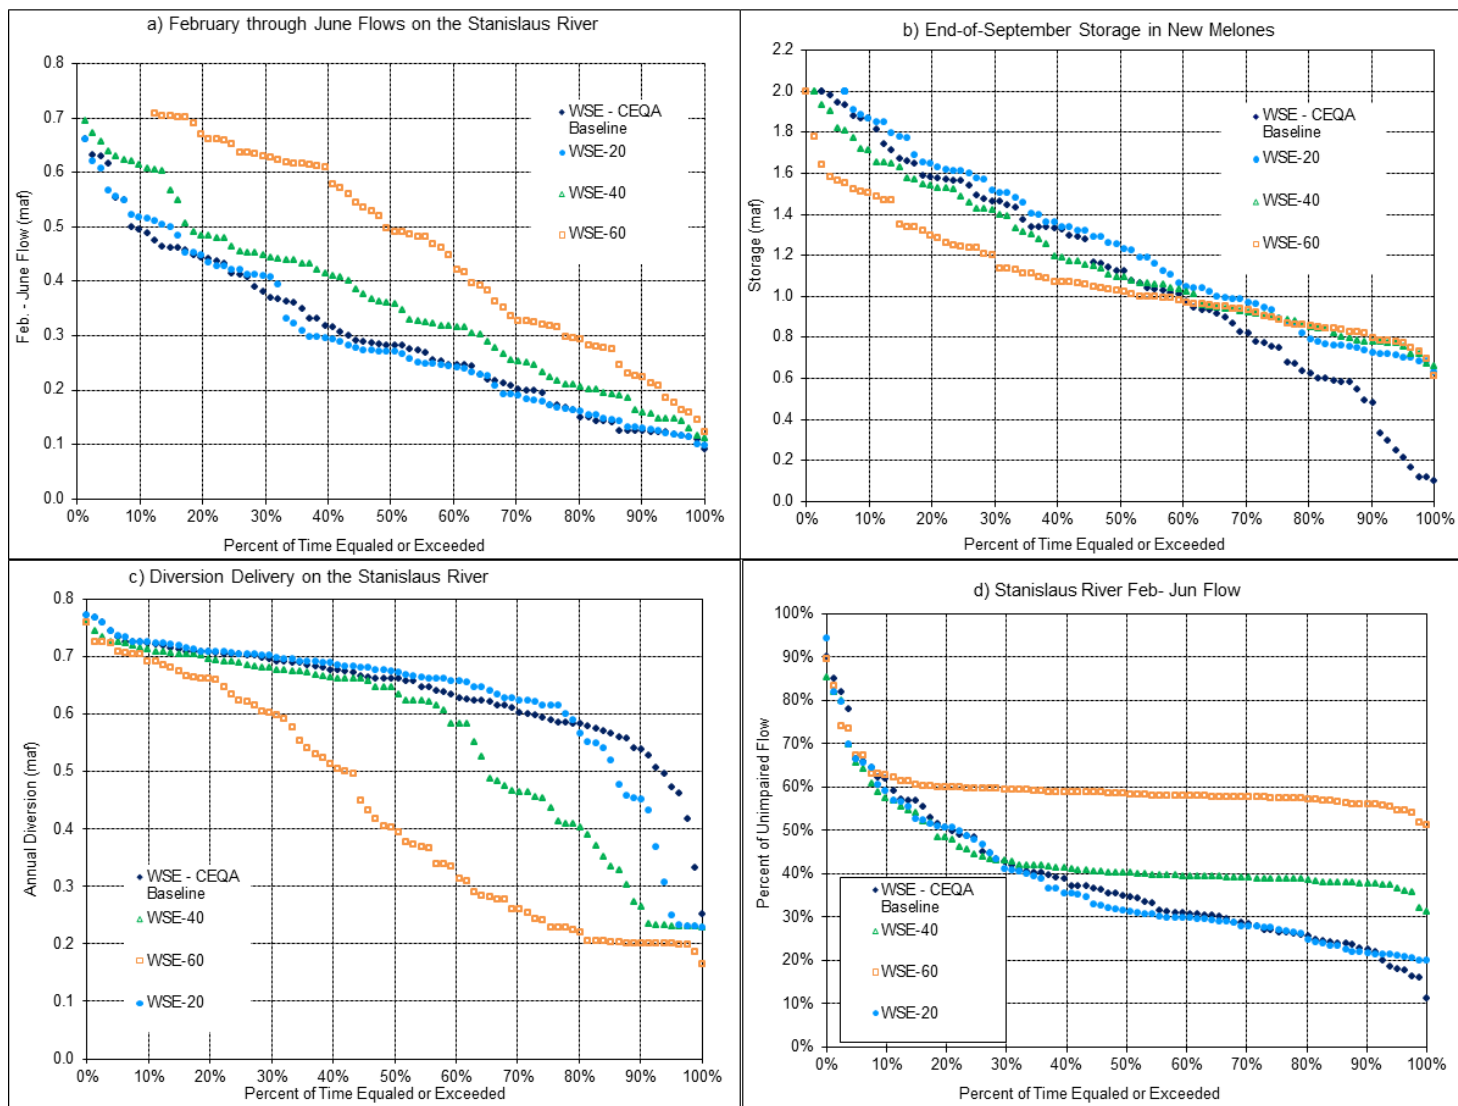 a) February through June Flows on the Stanislaus River
Feb. - June Flow (maf)
0.8
0.7
0.6
0.5
0.4
0.3
0.2
0.1
0.0
WSE - CEQA
Baseline
WSE-20
WSE-40
WSE-60
0% 10% 20% 30% 40% 50% 60% 70% 80% 90% 100%
Percent of Time Equaled or Exceeded
b) End-of-September Storage in New Melones
Storage (maf)
2.2
2.0
1.8
1.6
1.4
1.2
1.0
0.8
0.6
0.4
0.2
0.0
WSE - CEQA
Baseline
WSE-20
WSE-40
WSE-60
0% 10% 20% 30% 40% 50% 60% 70% 80% 90% 100%
Percent of Time Equaled or Exceeded
c) Diversion Delivery on the Stanislaus River
Annual Diversion (maf)
0.8
0.7
0.6
0.5
0.4
0.3
0.2
0.1
0.0
WSE - CEQA
Baseline
WSE-40
WSE-60
WSE-20
0% 10% 20% 30% 40% 50% 60% 70% 80% 90% 100%
Percent of Time Equaled or Exceeded
d) Stanislaus River Feb- Jun Flow
Percent of Unimpaired Flow
100%
90%
80%
70%
60%
50%
40%
30%
20%
10%
0%
WSE - CEQA
Baseline
WSE-40
WSE-60
WSE-20
0% 10% 20% 30% 40% 50% 60% 70% 80% 90% 100%
Percent of Time Equaled or Exceeded